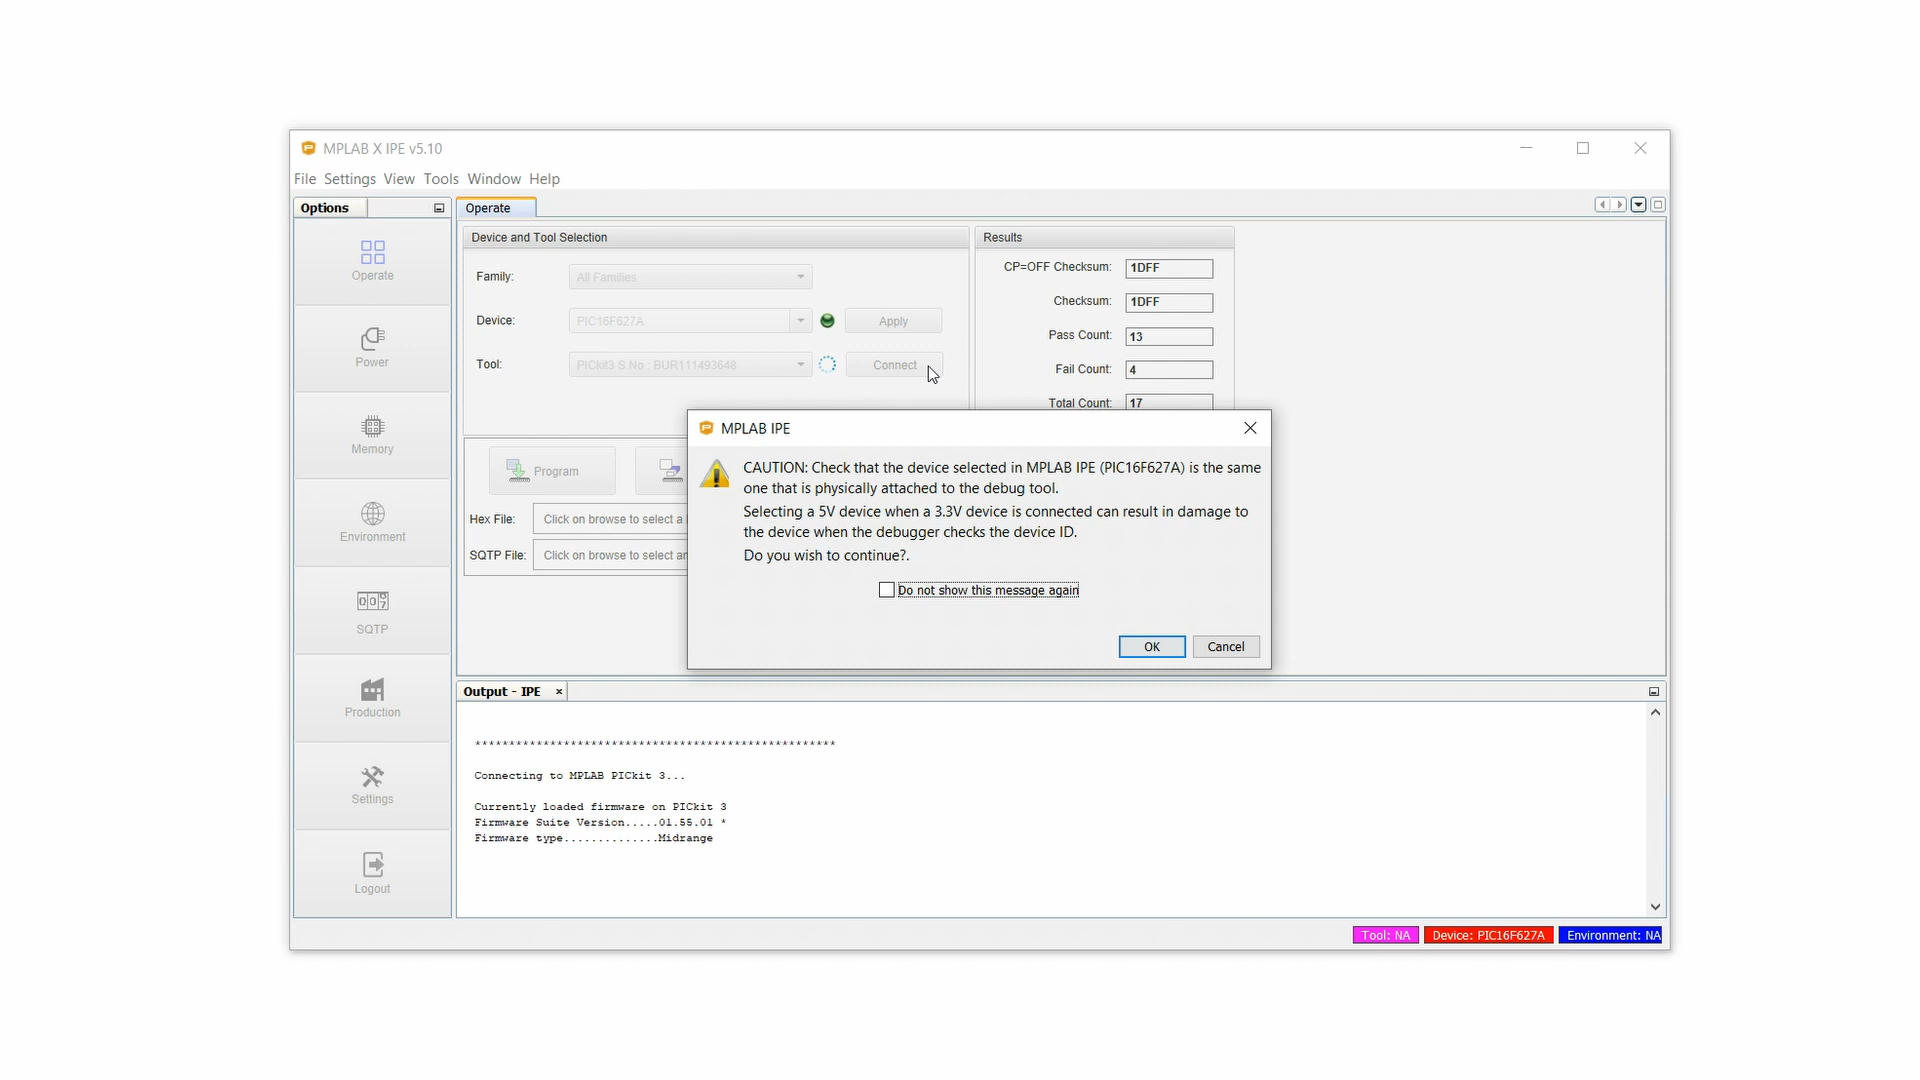 MPLAB X IPE v5.10
File Settings View Tools Window Help
Options
Operate
Power
Memory
Environment
SQTP
Production
Settings
Logout
Operate
Device and Tool Selection
Family: All Families
Device: PIC16F627A Apply
Tool: PICkit3 S.No : BUR111493648 Connect
Results
CP=OFF Checksum: 1DFF
Checksum: 1DFF
Pass Count: 13
Fail Count: 4
Total Count: 17
Program
Hex File: Click on browse to select a
SQTP File: Click on browse to select an
MPLAB IPE
CAUTION: Check that the device selected in MPLAB IPE (PIC16F627A) is the same
one that is physically attached to the debug tool.
Selecting a 5V device when a 3.3V device is connected can result in damage to
the device when the debugger checks the device ID.
Do you wish to continue?.
Do not show this message again
OK Cancel
Output - IPE ×
*****************************************************
Connecting to MPLAB PICkit 3...
Currently loaded firmware on PICkit 3
Firmware Suite Version.....01.55.01 *
Firmware type..............Midrange
Tool: NA Device: PIC16F627A Environment: NA